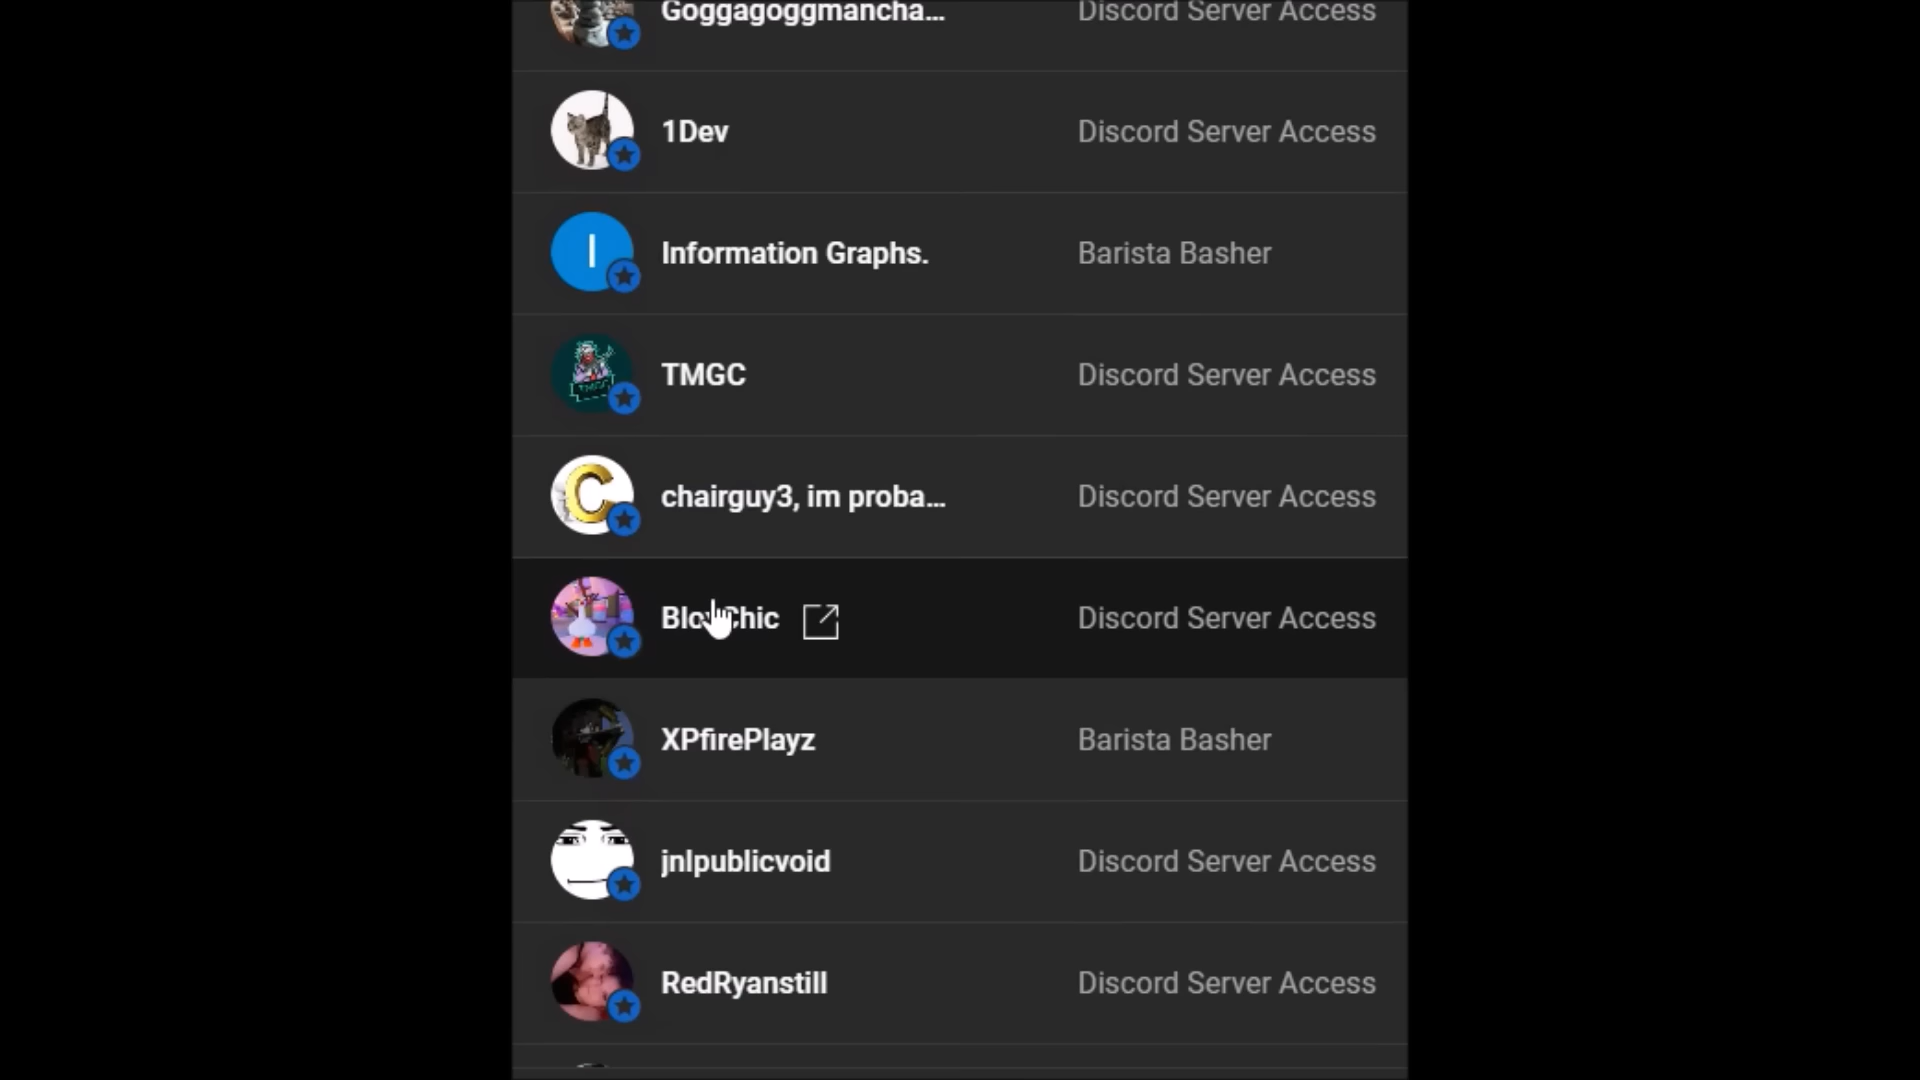 Goggagoggmancha... Discord Server Access
1Dev Discord Server Access
I Information Graphs. Barista Basher
TMGC Discord Server Access
C chairguy3, im proba... Discord Server Access
Discord Server Access
XPfirePlayz Barista Basher
jnlpublicvoid Discord Server Access
RedRyanstill Discord Server Access